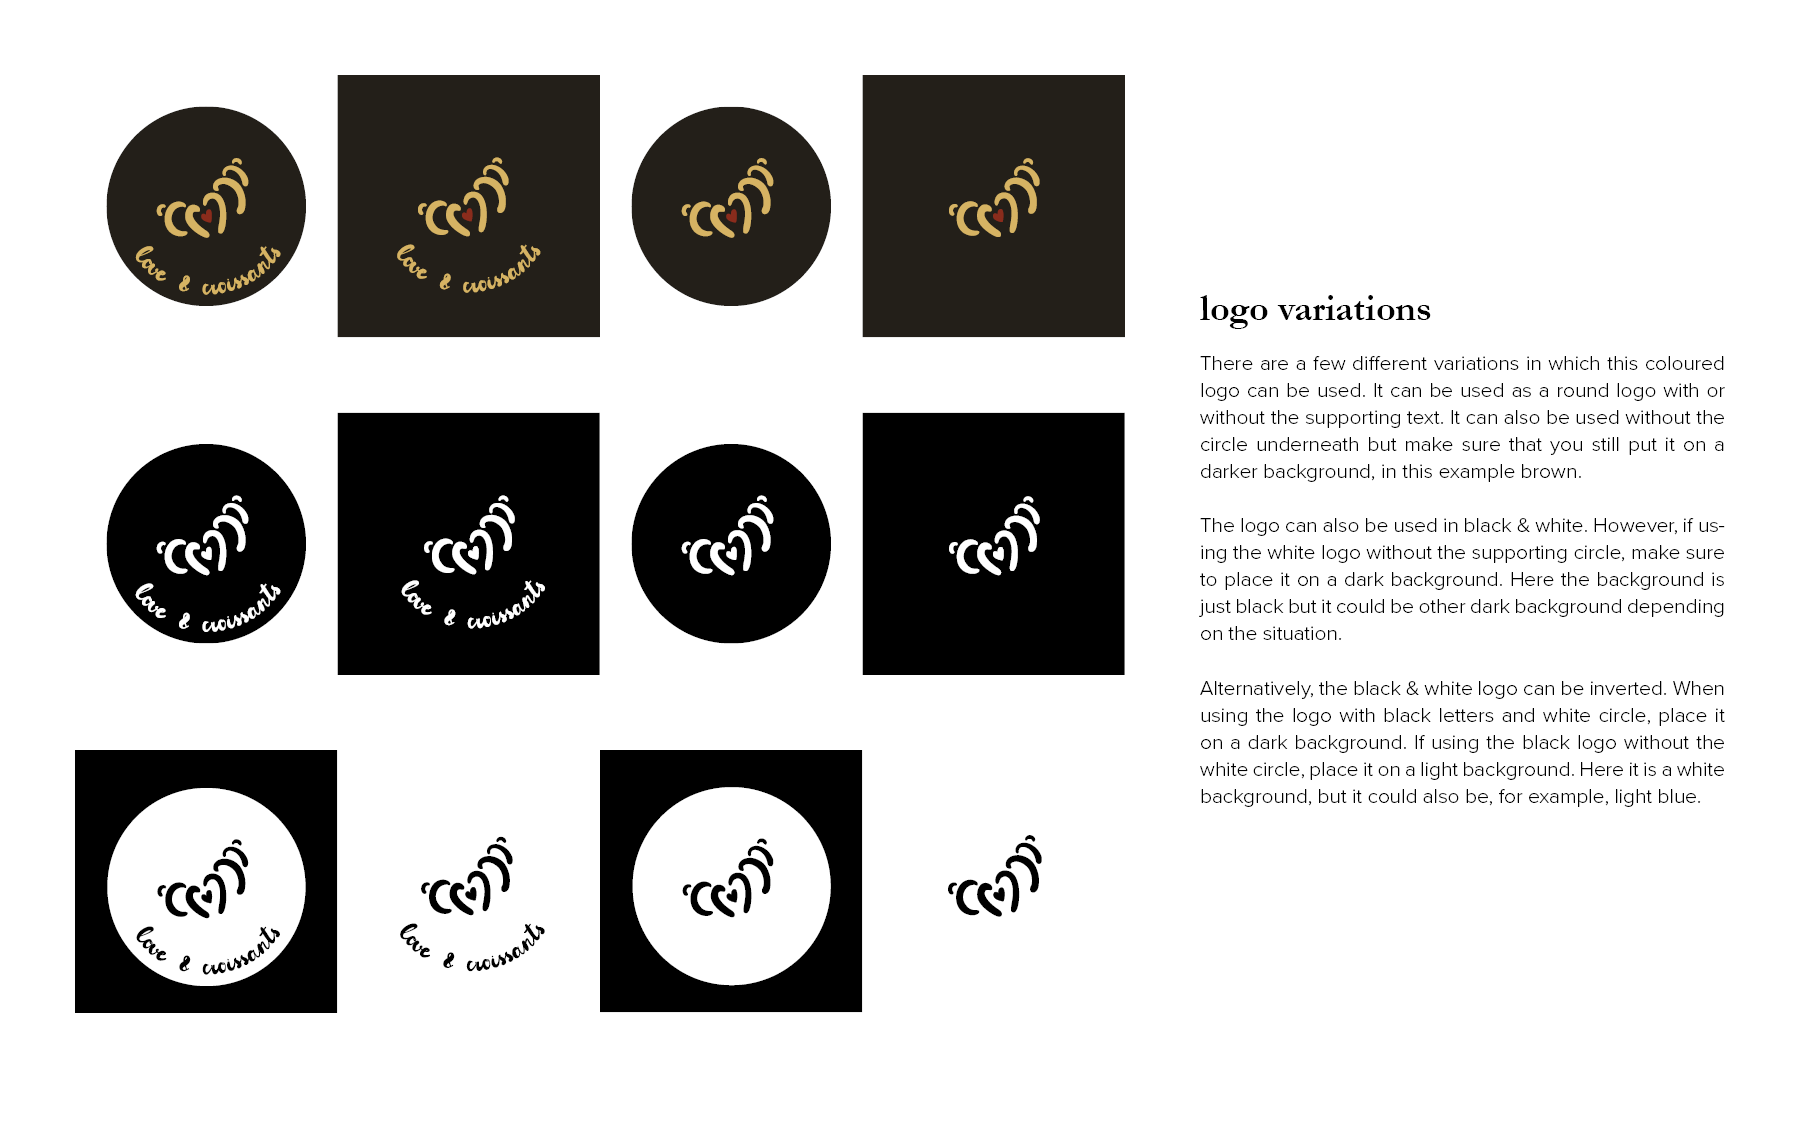 love & croissants
love & croissants
love & croissants
love & croissants
love & croissants
love & croissants
logo variations
There are a few different variations in which this coloured
logo can be used. It can be used as a round logo with or
without the supporting text. It can also be used without the
circle underneath but make sure that you still put it on a
darker background, in this example brown.
The logo can also be used in black & white. However, if us-
ing the white logo without the supporting circle, make sure
to place it on a dark background. Here the background is
just black but it could be other dark background depending
on the situation.
Alternatively, the black & white logo can be inverted. When
using the logo with black letters and white circle, place it
on a dark background. If using the black logo without the
white circle, place it on a light background. Here it is a white
background, but it could also be, for example, light blue.